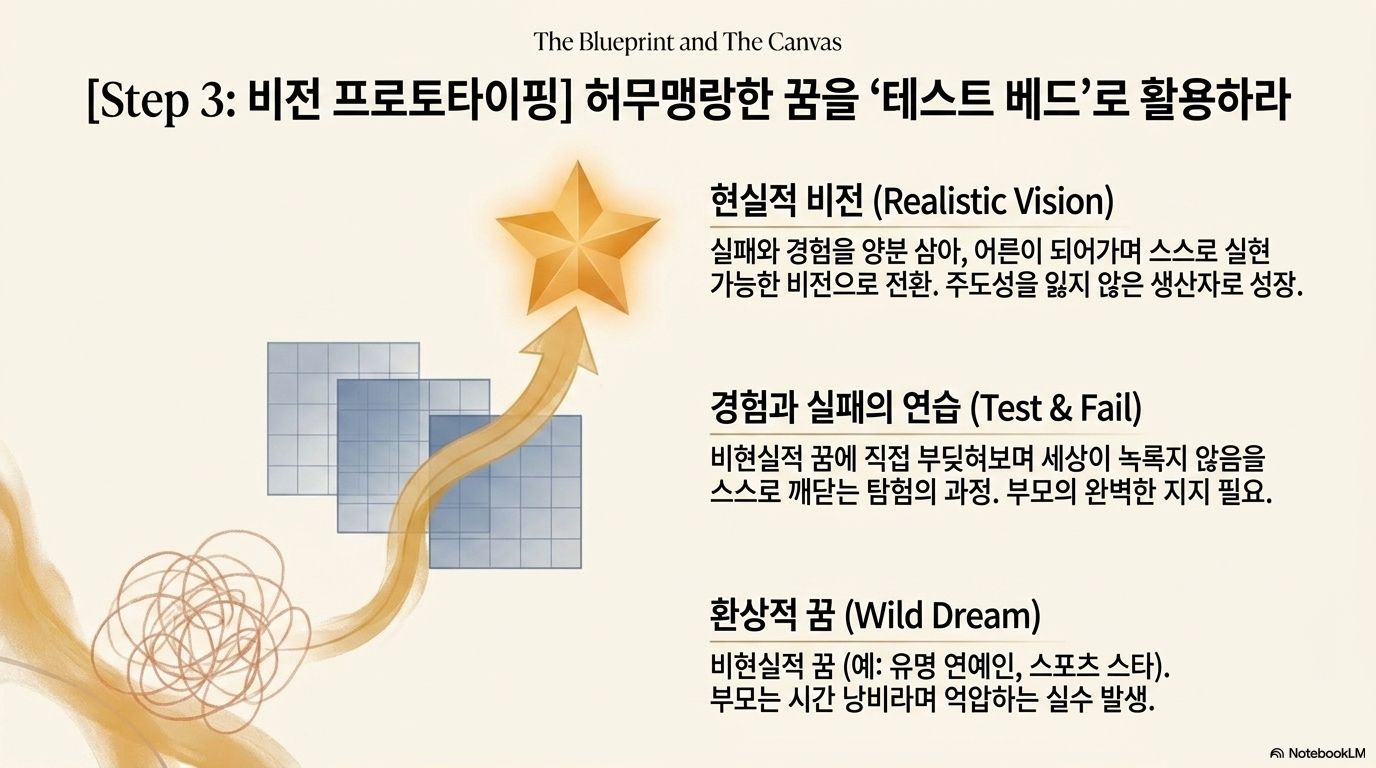 The Blueprint and The Canvas
[Step 3: 비전 프로토타이핑] 허무맹랑한 꿈을 ‘테스트 베드’로 활용하라
현실적 비전 (Realistic Vision)
실패와 경험을 양분 삼아, 어른이 되어가며 스스로 실현
가능한 비전으로 전환. 주도성을 잃지 않은 생산자로 성장.
경험과 실패의 연습 (Test & Fail)
비현실적 꿈에 직접 부딪혀보며 세상이 녹록지 않음을
스스로 깨닫는 탐험의 과정. 부모의 완벽한 지지 필요.
환상적 꿈 (Wild Dream)
비현실적 꿈 (예: 유명 연예인, 스포츠 스타).
부모는 시간 낭비라며 억압하는 실수 발생.
NotebookLM